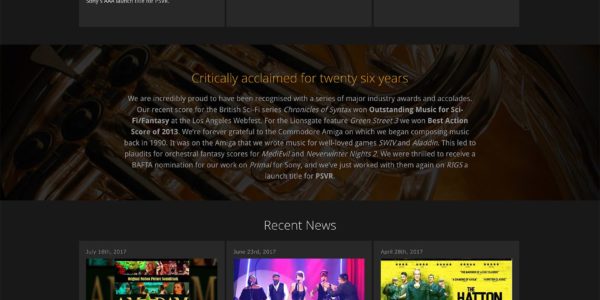 Sony's AAA launch title for PSVR.
Critically acclaimed for twenty six years
We are incredibly proud to have been recognised with a series of major industry awards and accolades.
Our recent score for the British Sci-Fi series Chronicles of Syntax won Outstanding Music for Sci-
Fi/Fantasy at the Los Angeles Webfest. For the Lionsgate feature Green Street 3 we won Best Action
Score of 2013. We're forever grateful to the Commodore Amiga on which we began composing music
back in 1990. It was on the Amiga that we wrote music for well-loved games SWIV and Aladdin. This led to
plaudits for orchestral fantasy scores for MediEvil and Neverwinter Nights 2. We were thrilled to receive a
BAFTA nomination for our work on Primal for Sony, and we've just worked with them again on RIGS a
launch title for PSVR.
Recent News
July 18th, 2017
June 23rd, 2017
April 28th, 2017
THE
HATTON